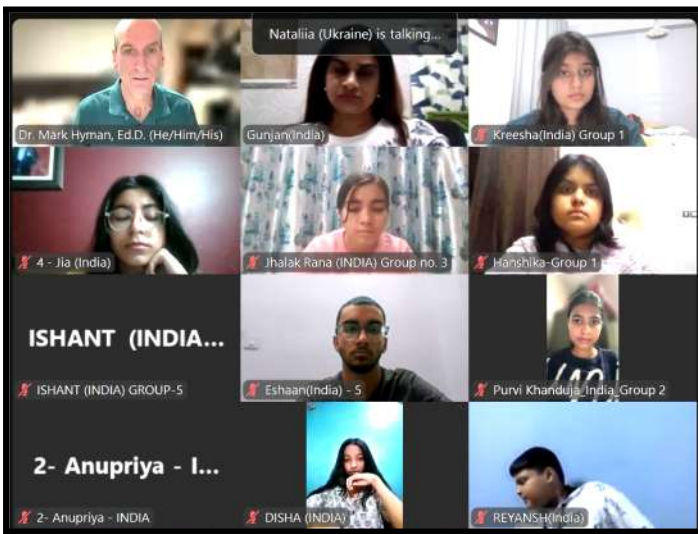 Nataliia (Ukraine) is talking...
Dr. Mark Hyman, Ed.D. (He/Him/His)
Gunjan(India)
Kreesha(India) Group 1
4 - Jia (India)
Jhalak Rana (INDIA) Group no. 3
Hanshika-Group 1
ISHANT (INDIA...
ISHANT (INDIA) GROUP-5
Eshaan(India) - 5
Purvi Khanduja_India_Group 2
2- Anupriya - I...
2- Anupriya - INDIA
DISHA (INDIA)
REYANSH(India)